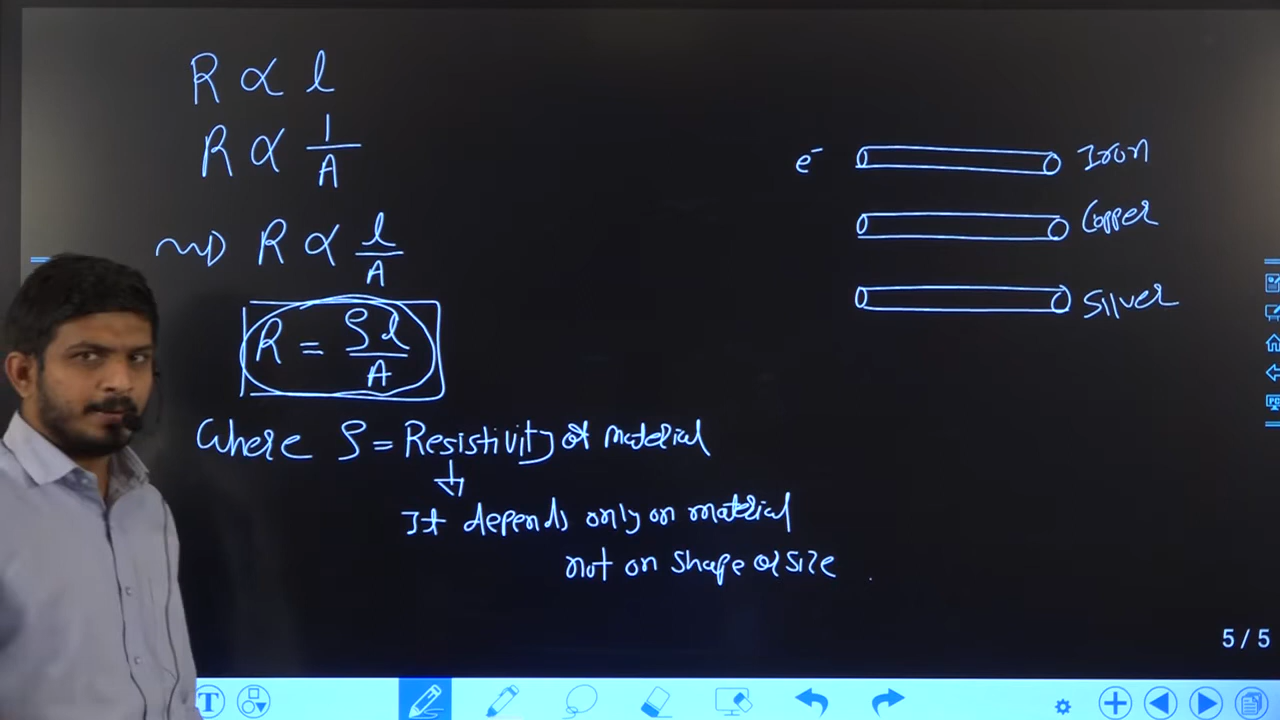 R ∝ l
R ∝ 1/A
R ∝ l/A
R = ρl/A
Where ρ = Resistivity of material
It depends only on material
not on shape or size
e⁻
Iron
Copper
Silver
5 / 5
T
PC